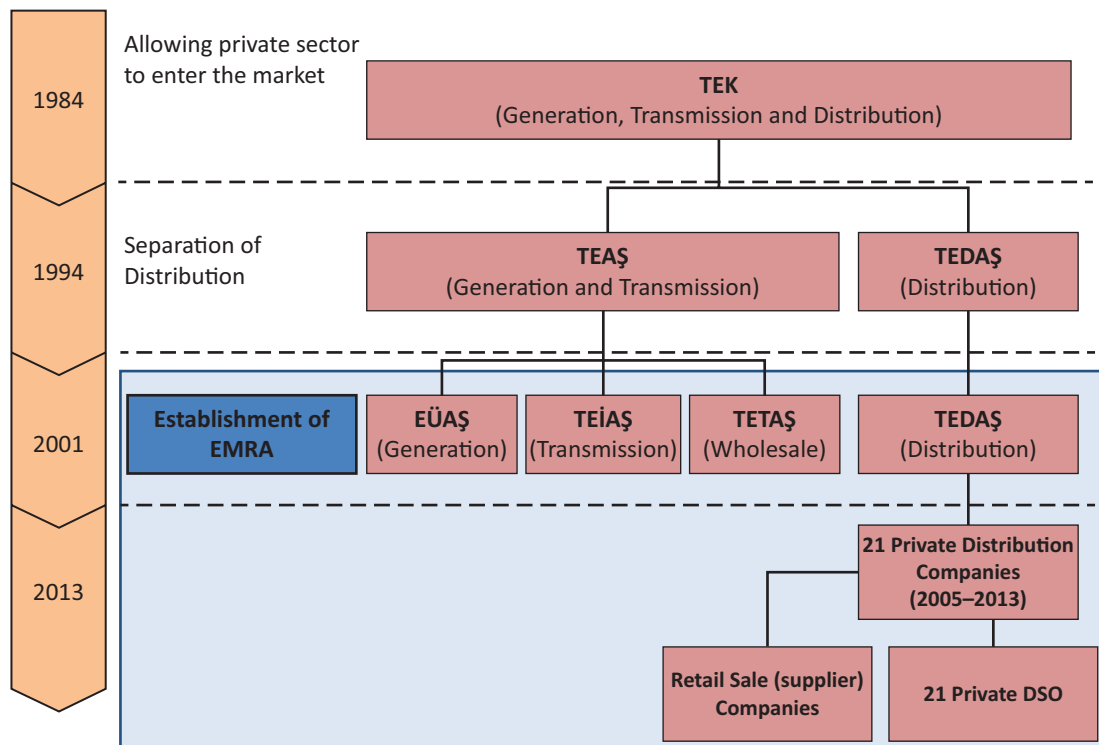 1984
Allowing private sector
to enter the market
TEK
(Generation, Transmission and Distribution)
1994
Separation of
Distribution
TEAŞ
(Generation and Transmission)
TEDAŞ
(Distribution)
2001
Establishment of
EMRA
EÜAŞ
(Generation)
TEİAŞ
(Transmission)
TETAŞ
(Wholesale)
TEDAŞ
(Distribution)
2013
21 Private Distribution
Companies
(2005–2013)
Retail Sale (supplier)
Companies
21 Private DSO